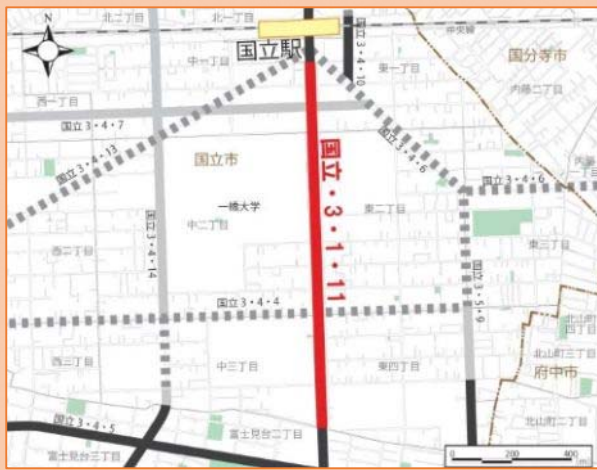 N
北二丁目
北一丁目
中央線
国立駅
国立3・4・10
国分寺市
中一丁目
東一丁目
内藤二丁目
西一丁目
国立3・4・7
国立3・4・13
国立3・4・6
国立市
国立・3・1・11
一橋大学
中二丁目
東二丁目
国立3・4・6
西二丁目
国立3・4・14
東三丁目
国立3・4・4
国立3・5・9
西三丁目
中三丁目
東四丁目
北山町三丁目
府中市
国立3・4・5
富士見台二丁目
北山町二丁目
富士見台三丁目
0 200 400